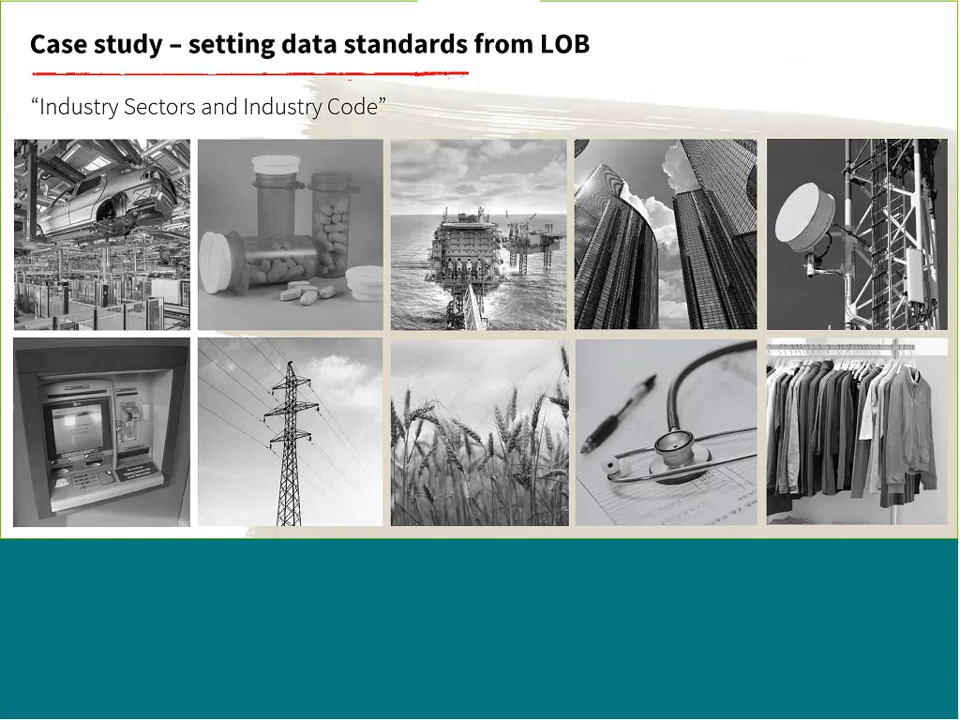 Case study – setting data standards from LOB
“Industry Sectors and Industry Code”